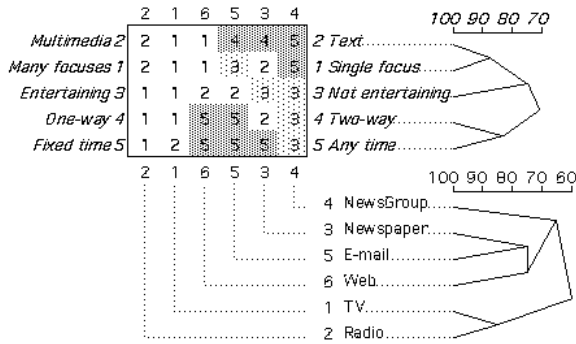 2 1 6 5 3 4
100 90 80 70
Multimedia 2 2 1 1 4 4 5 2 Text
Many focuses 1 2 1 1 3 2 5 1 Single focus
Entertaining 3 1 1 2 2 3 3 3 Not entertaining
One-way 4 1 1 5 5 2 3 4 Two-way
Fixed time 5 1 2 5 5 5 3 5 Any time
2 1 6 5 3 4
100 90 80 70 60
4 NewsGroup
3 Newspaper
5 E-mail
6 Web
1 TV
2 Radio